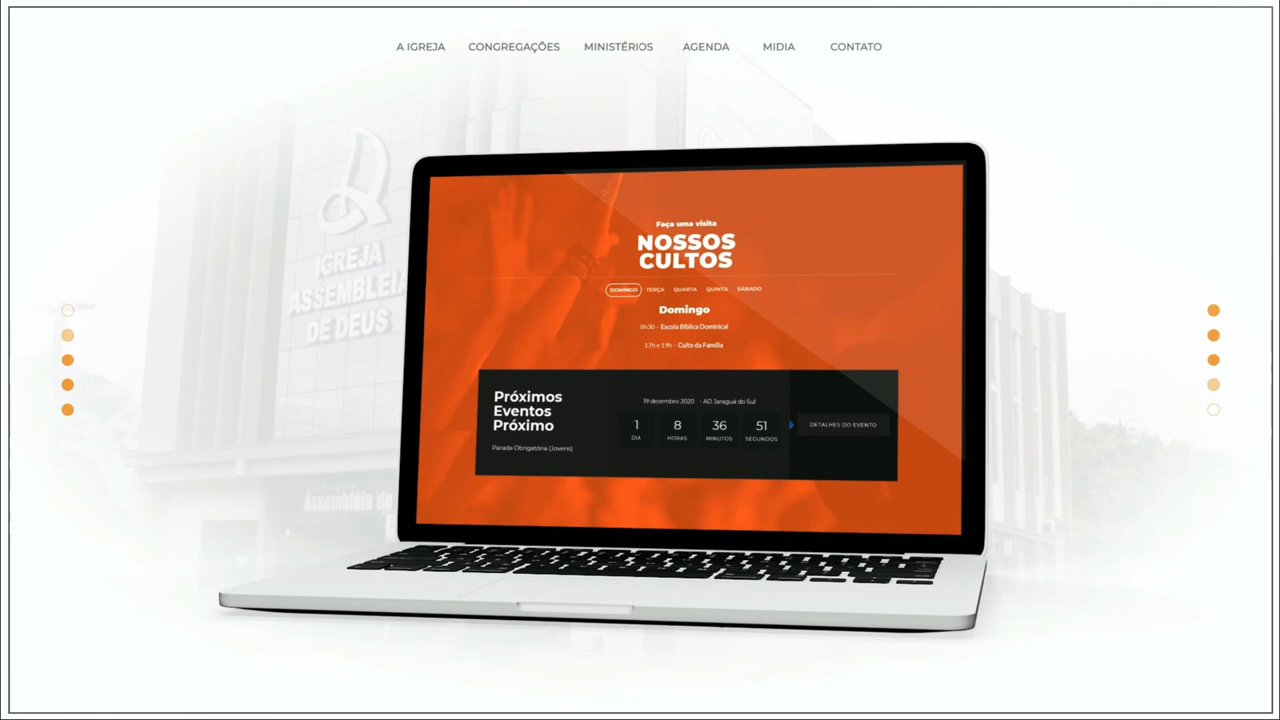 A IGREJA CONGREGAÇÕES MINISTÉRIOS AGENDA MIDIA CONTATO
IGREJA
DE DEUS
Assembléia de
Faça uma visita
NOSSOS
CULTOS
DOMINGO TERÇA QUARTA QUINTA SÁBADO
Domingo
8h30 - Escola Bíblica Dominical
17h e 19h - Culto da Família
Próximos
Eventos
Próximo
Parada Obrigatória [Jovens]
19 dezembro 2020 - AD Jaraguá do Sul
1 8 36 51
DIA HORAS MINUTOS SEGUNDOS
DETALHES DO EVENTO